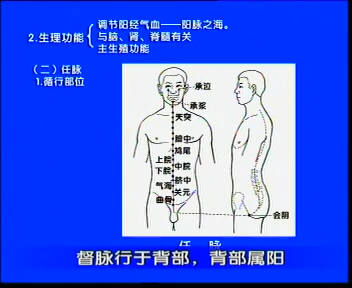 2.生理功能
调节阳经气血——阳脉之海。
与脑、肾、脊髓有关
主生殖功能
（二）任脉
1.循行部位
承泣
承浆
天突
膻中
鸠尾
上脘
中脘
下脘
脐中
气海
关元
曲骨
会阴
任 脉
督脉行于背部，背部属阳